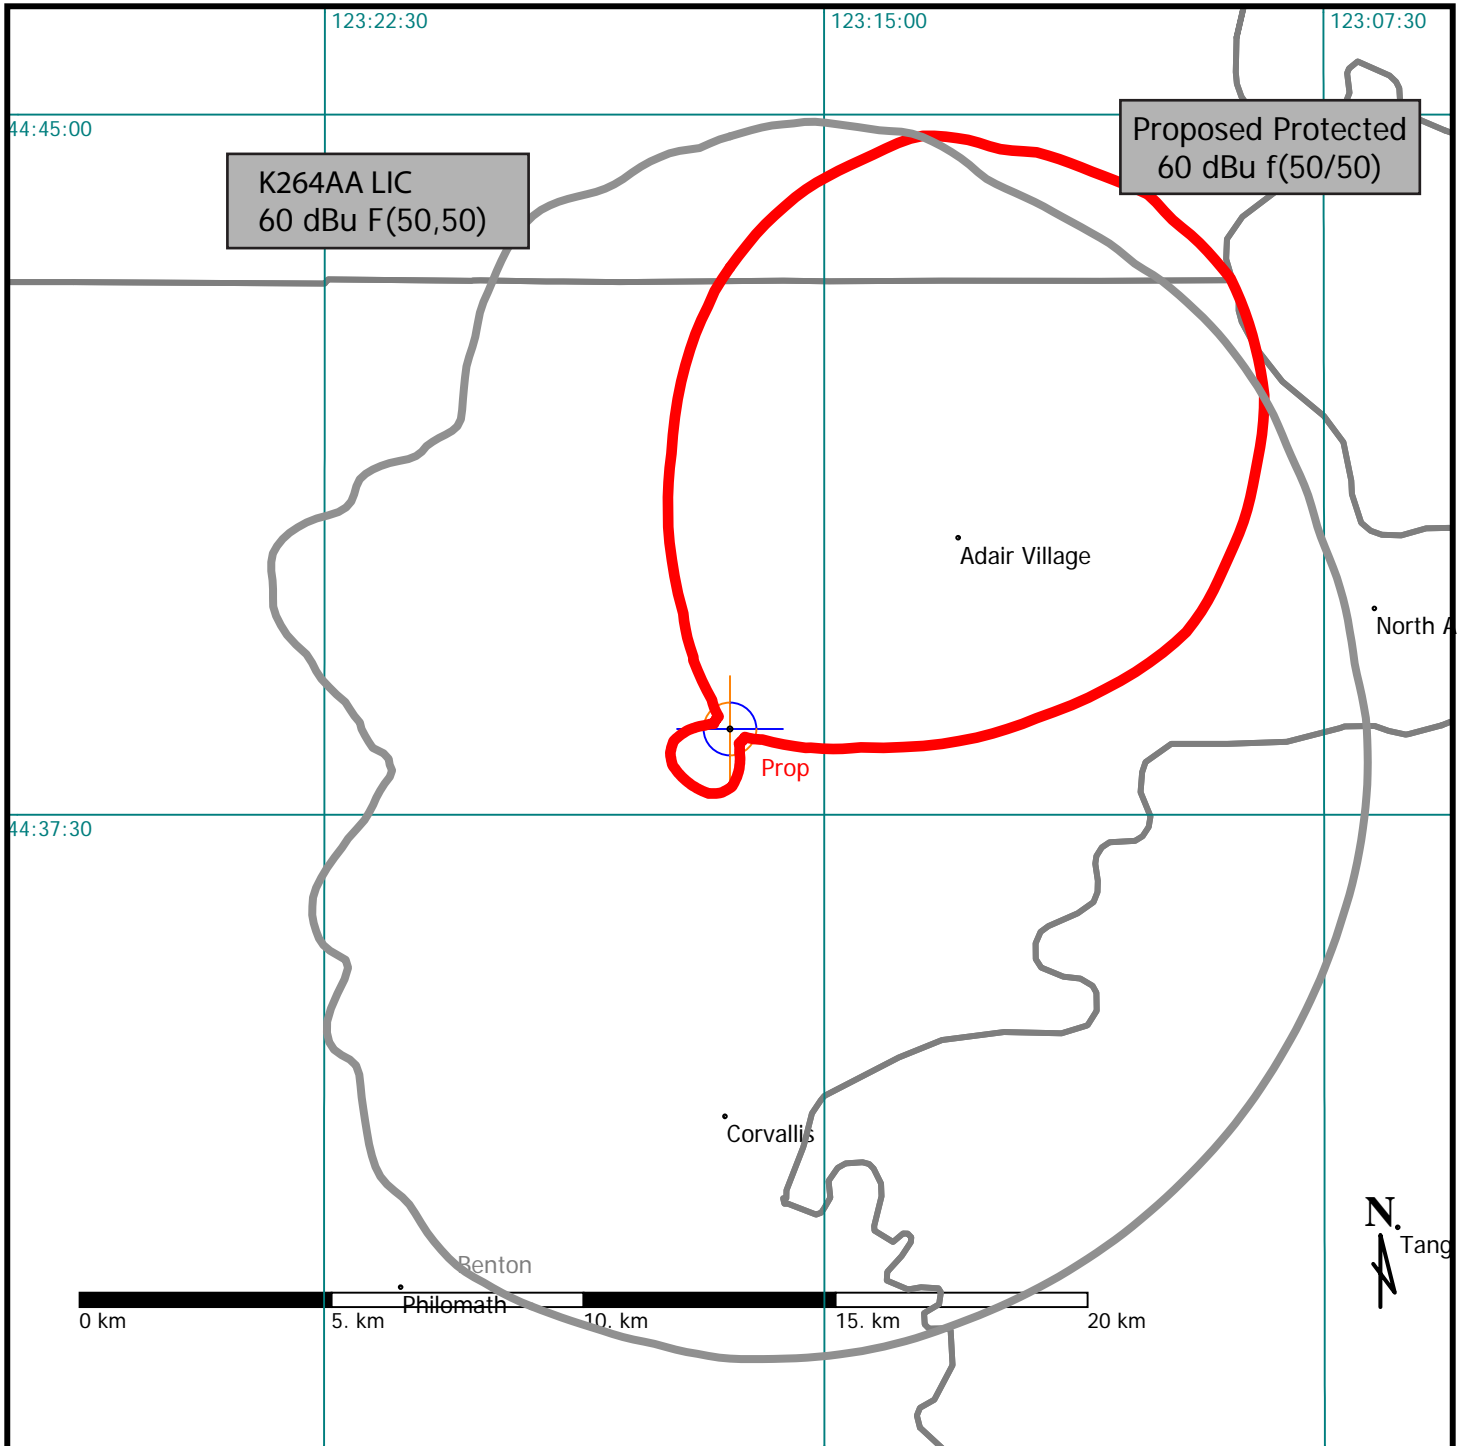 123:22:30
123:15:00
123:07:30
44:45:00
Proposed Protected
60 dBu f(50/50)
K264AA LIC
60 dBu F(50,50)
Adair Village
North A
Prop
44:37:30
Corvallis
N
Tang
Benton
Philomath
0 km
5. km
10. km
15. km
20 km